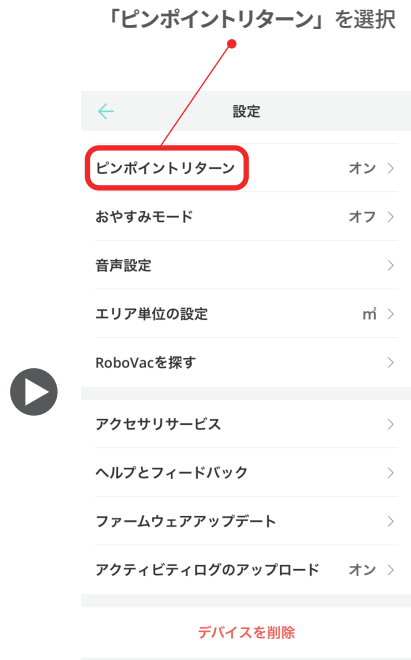 「ピンポイントリターン」を選択
設定
ピンポイントリターン オン
おやすみモード オフ
音声設定
エリア単位の設定 ㎡
RoboVacを探す
アクセサリサービス
ヘルプとフィードバック
ファームウェアアップデート
アクティビティログのアップロード オン
デバイスを削除